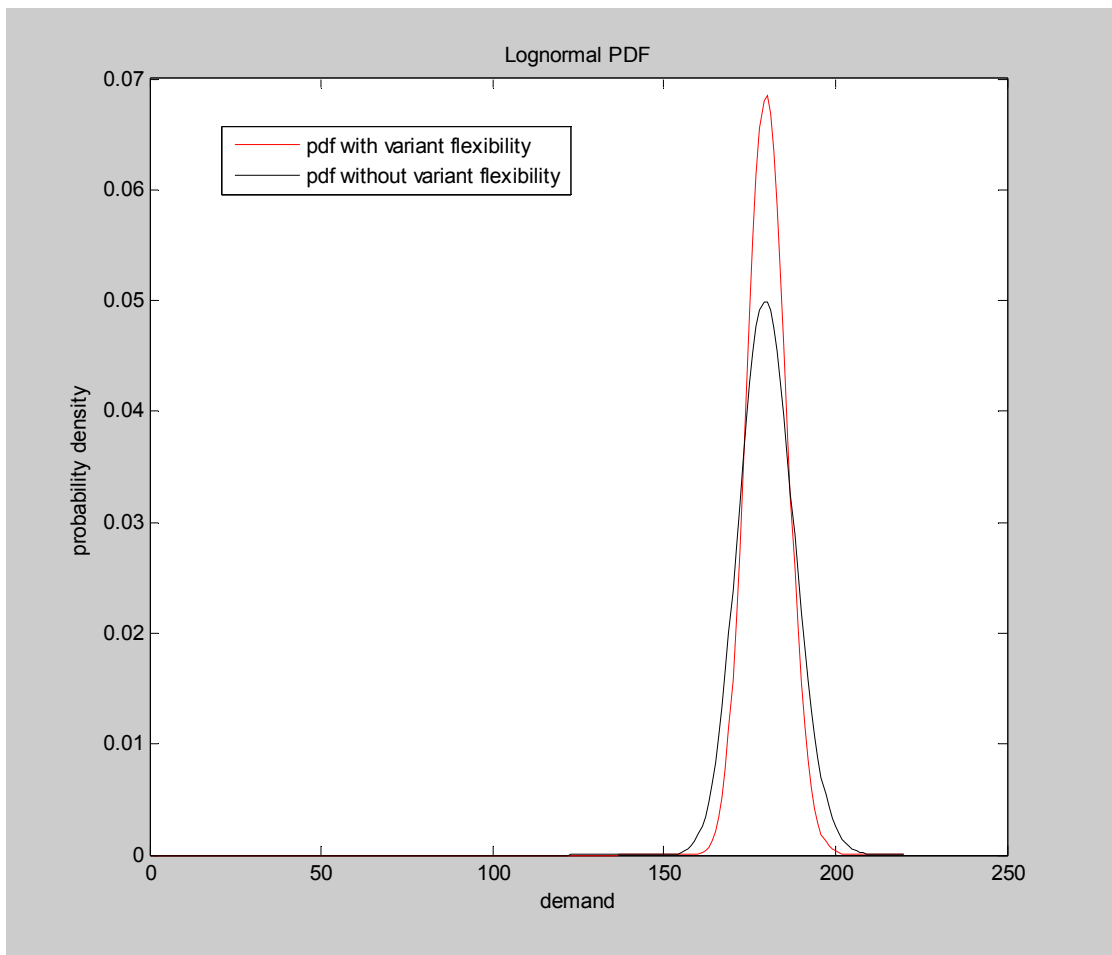 Lognormal PDF
0.07
pdf with variant flexibility
pdf without variant flexibility
0.06
0.05
0.04
probability density
0.03
0.02
0.01
0
0 50 100 150 200 250
demand